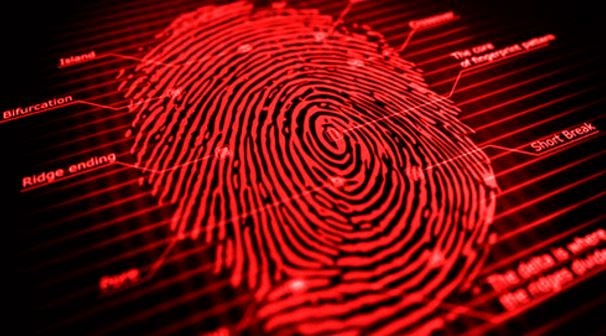 Crossover
Island
The core
of fingerprint pattern
Bifurcation
Short Break
Ridge ending
Pore
The delta is where
the ridges divide